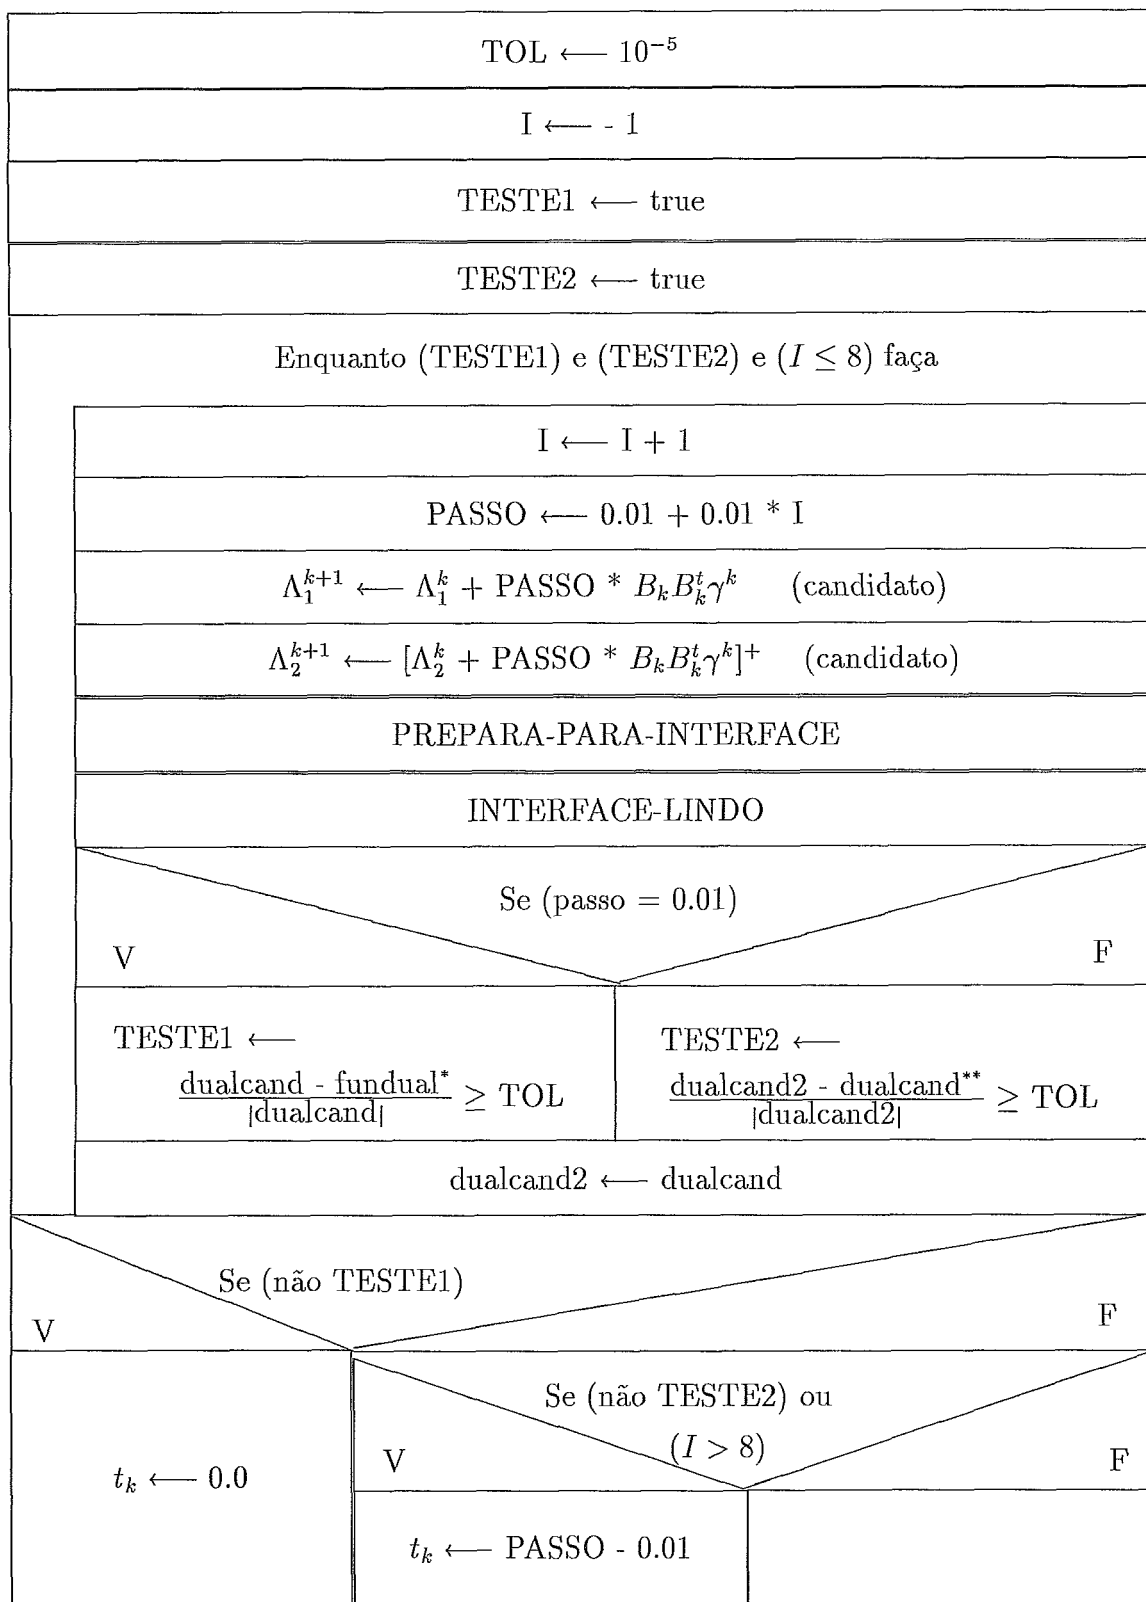 TOL ⟵ 10⁻⁵
I ⟵ - 1
TESTE1 ⟵ true
TESTE2 ⟵ true
Enquanto (TESTE1) e (TESTE2) e (I ≤ 8) faça
I ⟵ I + 1
PASSO ⟵ 0.01 + 0.01 * I
Λ₁ᵏ⁺¹ ⟵ Λ₁ᵏ + PASSO * BₖBₖᵗγᵏ (candidato)
Λ₂ᵏ⁺¹ ⟵ [Λ₂ᵏ + PASSO * BₖBₖᵗγᵏ]⁺ (candidato)
PREPARA-PARA-INTERFACE
INTERFACE-LINDO
Se (passo = 0.01)
V F
TESTE1 ⟵
dualcand - fundual* / |dualcand| ≥ TOL
TESTE2 ⟵
dualcand2 - dualcand** / |dualcand2| ≥ TOL
dualcand2 ⟵ dualcand
Se (não TESTE1)
V F
Se (não TESTE2) ou
(I > 8)
V F
tₖ ⟵ 0.0
tₖ ⟵ PASSO - 0.01